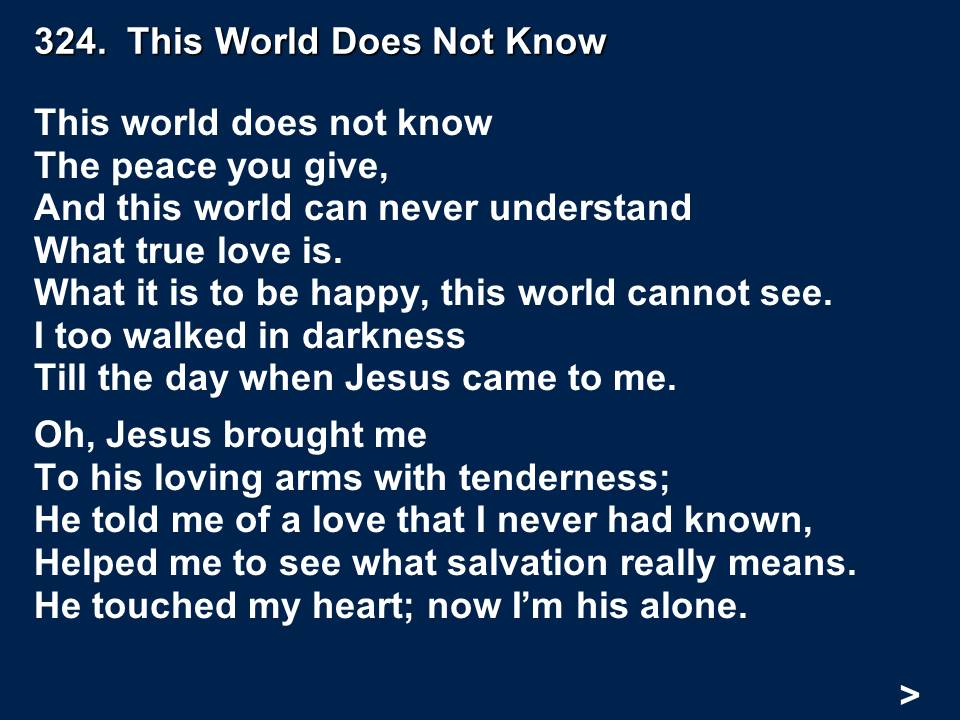 324.  This World Does Not Know
This world does not know
The peace you give,
And this world can never understand
What true love is.
What it is to be happy, this world cannot see.
I too walked in darkness
Till the day when Jesus came to me.
Oh, Jesus brought me
To his loving arms with tenderness;
He told me of a love that I never had known,
Helped me to see what salvation really means.
He touched my heart; now I’m his alone.
>